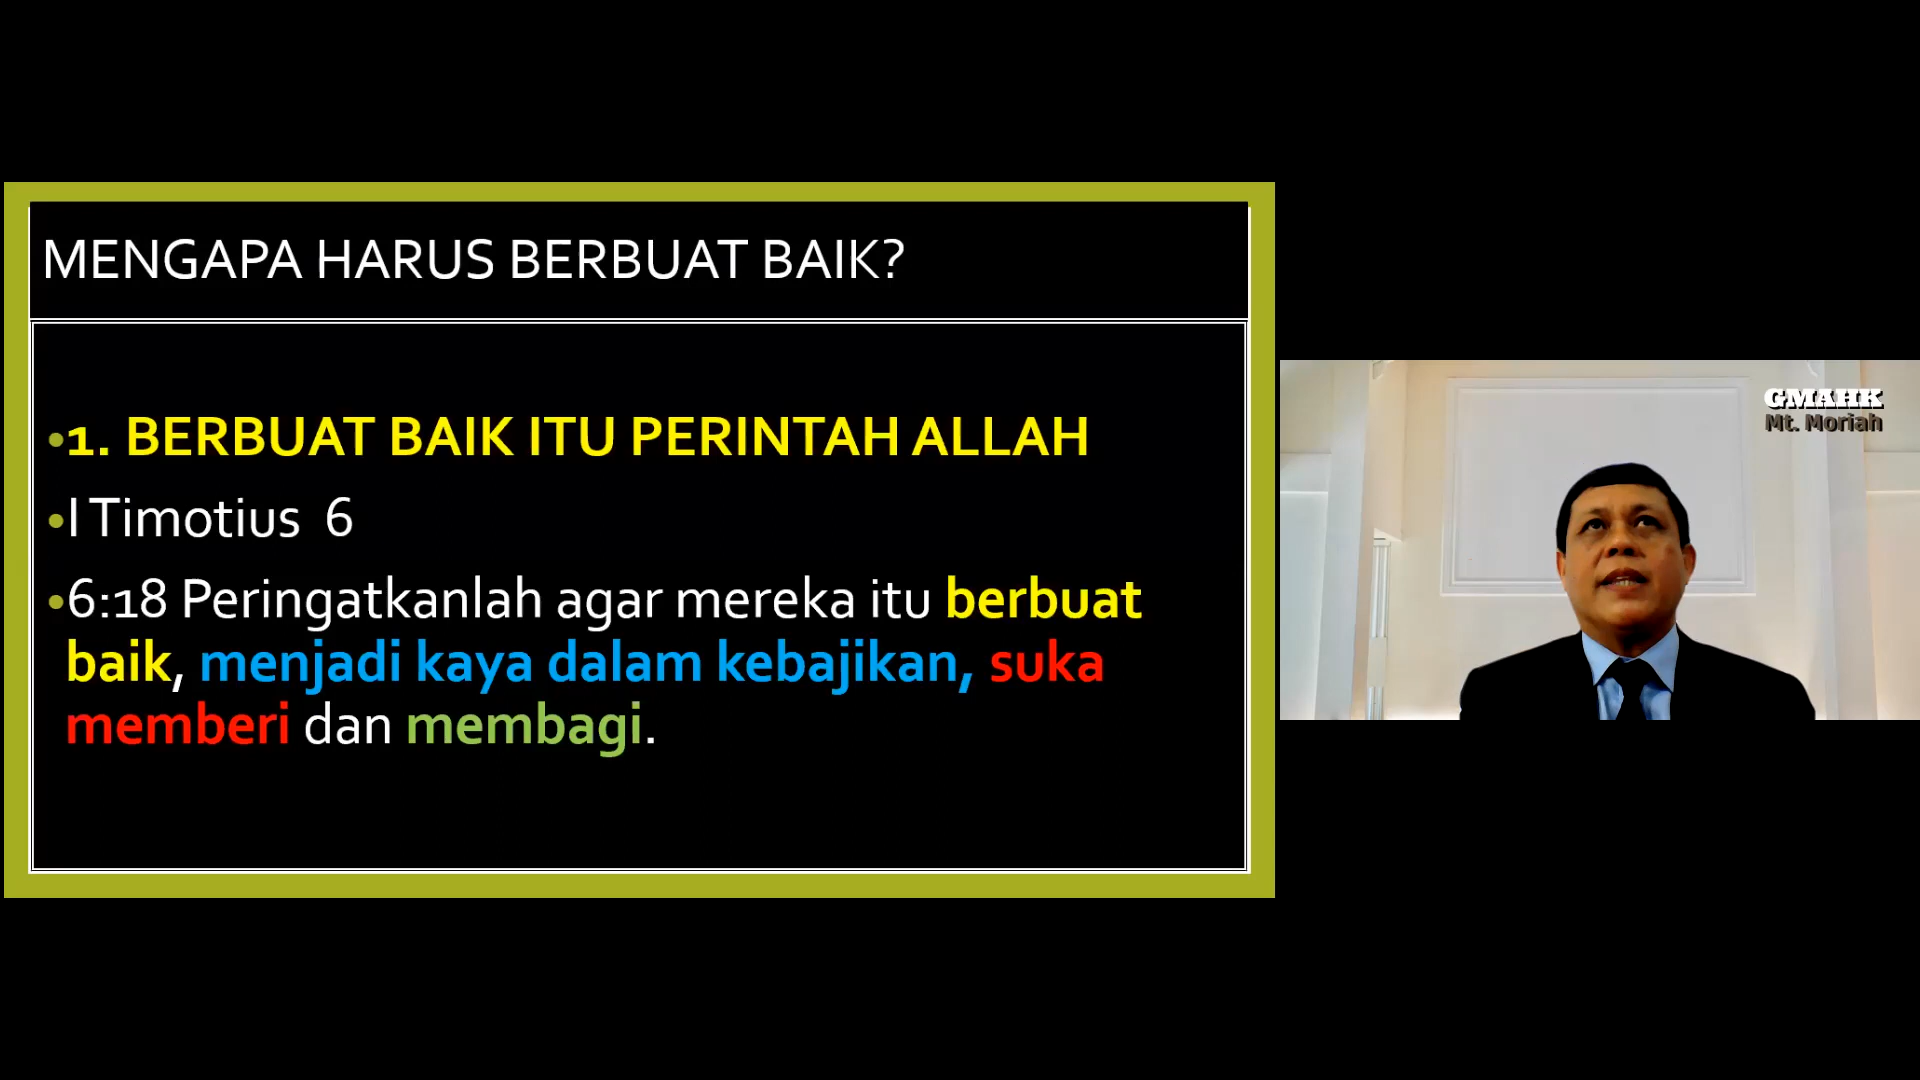 MENGAPA HARUS BERBUAT BAIK?
•1. BERBUAT BAIK ITU PERINTAH ALLAH
•I Timotius 6
•6:18 Peringatkanlah agar mereka itu berbuat
baik, menjadi kaya dalam kebajikan, suka
memberi dan membagi.
GMAHK
Mt. Moriah